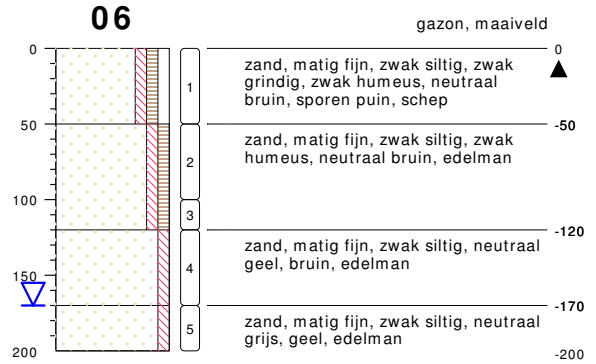 06
gazon, maaiveld
0
50
100
150
200
1
2
3
4
5
zand, matig fijn, zwak siltig, zwak
grindig, zwak humeus, neutraal
bruin, sporen puin, schep
zand, matig fijn, zwak siltig, zwak
humeus, neutraal bruin, edelman
zand, matig fijn, zwak siltig, neutraal
geel, bruin, edelman
zand, matig fijn, zwak siltig, neutraal
grijs, geel, edelman
0
-50
-120
-170
-200